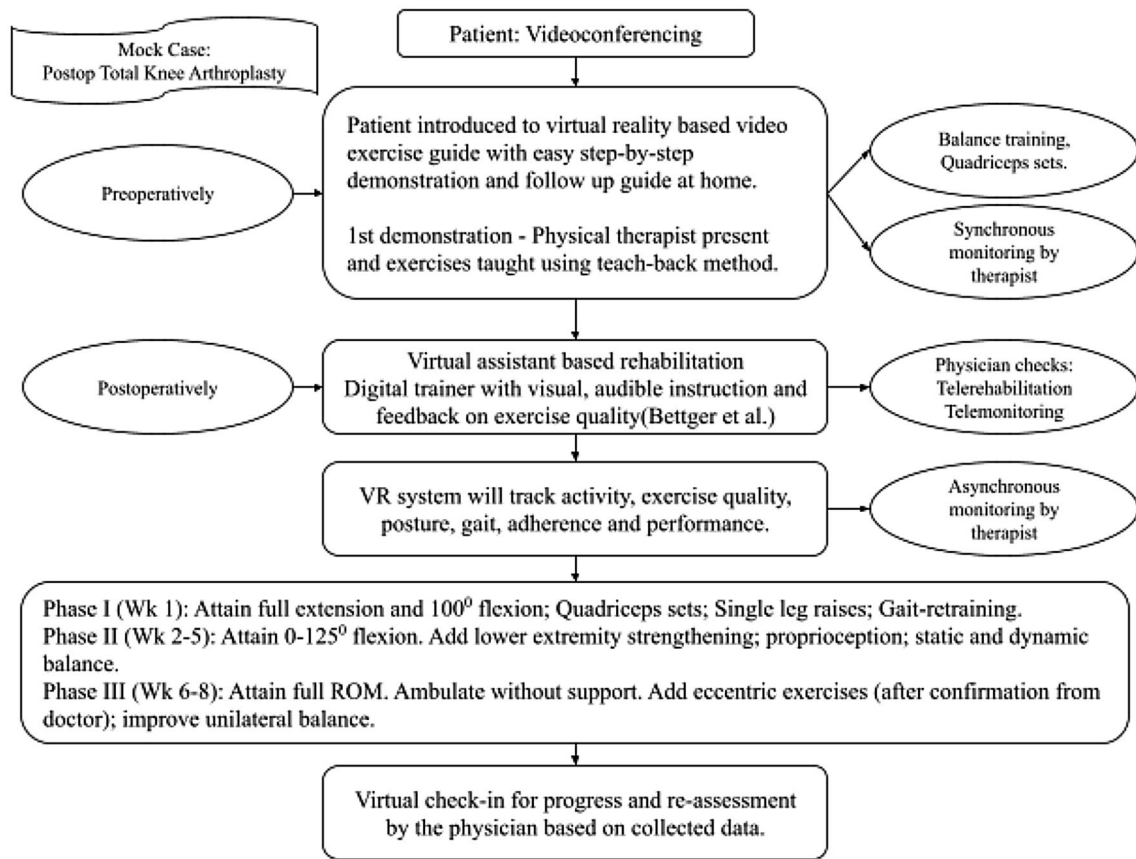 Patient: Videoconferencing
Mock Case:
Postop Total Knee Arthroplasty
Patient introduced to virtual reality based video
exercise guide with easy step-by-step
demonstration and follow up guide at home.
1st demonstration - Physical therapist present
and exercises taught using teach-back method.
Preoperatively
Balance training,
Quadriceps sets.
Synchronous
monitoring by
therapist
Postoperatively
Virtual assistant based rehabilitation
Digital trainer with visual, audible instruction and
feedback on exercise quality(Bettger et al.)
Physician checks:
Telerehabilitation
Telemonitoring
VR system will track activity, exercise quality,
posture, gait, adherence and performance.
Asynchronous
monitoring by
therapist
Phase I (Wk 1): Attain full extension and 100⁰ flexion; Quadriceps sets; Single leg raises; Gait-retraining.
Phase II (Wk 2-5): Attain 0-125⁰ flexion. Add lower extremity strengthening; proprioception; static and dynamic
balance.
Phase III (Wk 6-8): Attain full ROM. Ambulate without support. Add eccentric exercises (after confirmation from
doctor); improve unilateral balance.
Virtual check-in for progress and re-assessment
by the physician based on collected data.